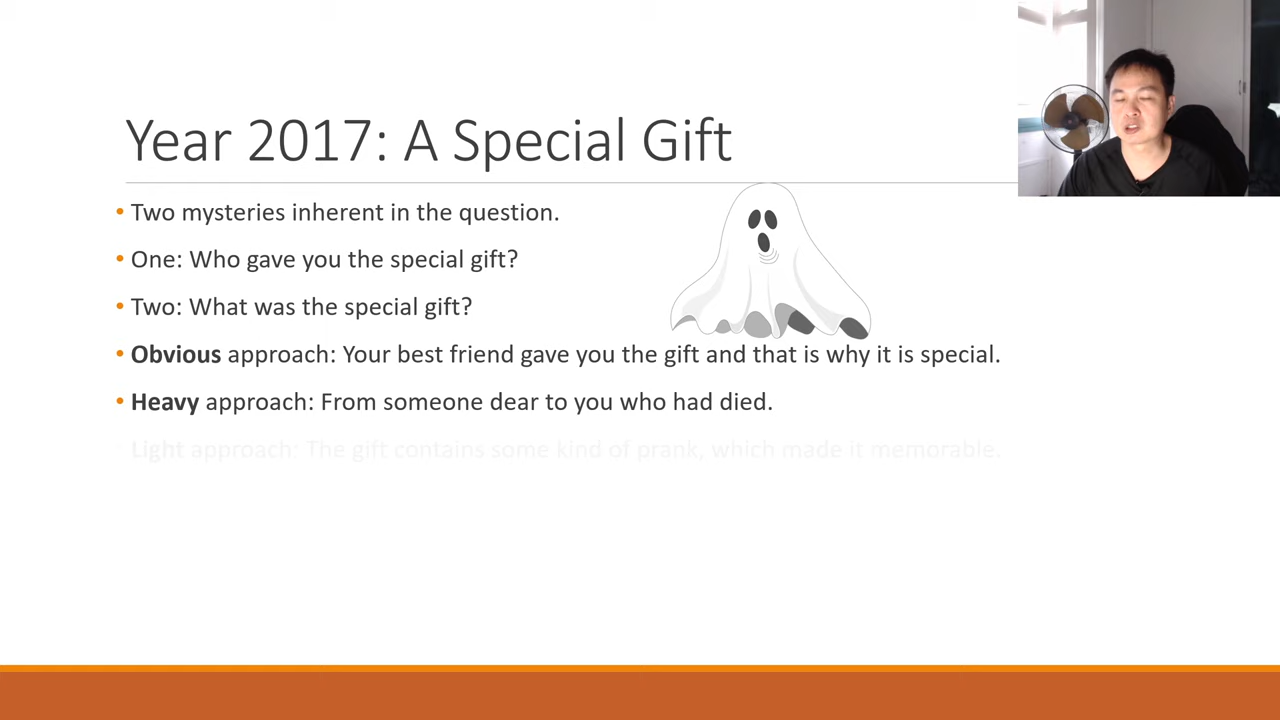 Year 2017: A Special Gift
• Two mysteries inherent in the question.
• One: Who gave you the special gift?
• Two: What was the special gift?
• Obvious approach: Your best friend gave you the gift and that is why it is special.
• Heavy approach: From someone dear to you who had died.
• Light approach: The gift contains some kind of prank, which made it memorable.